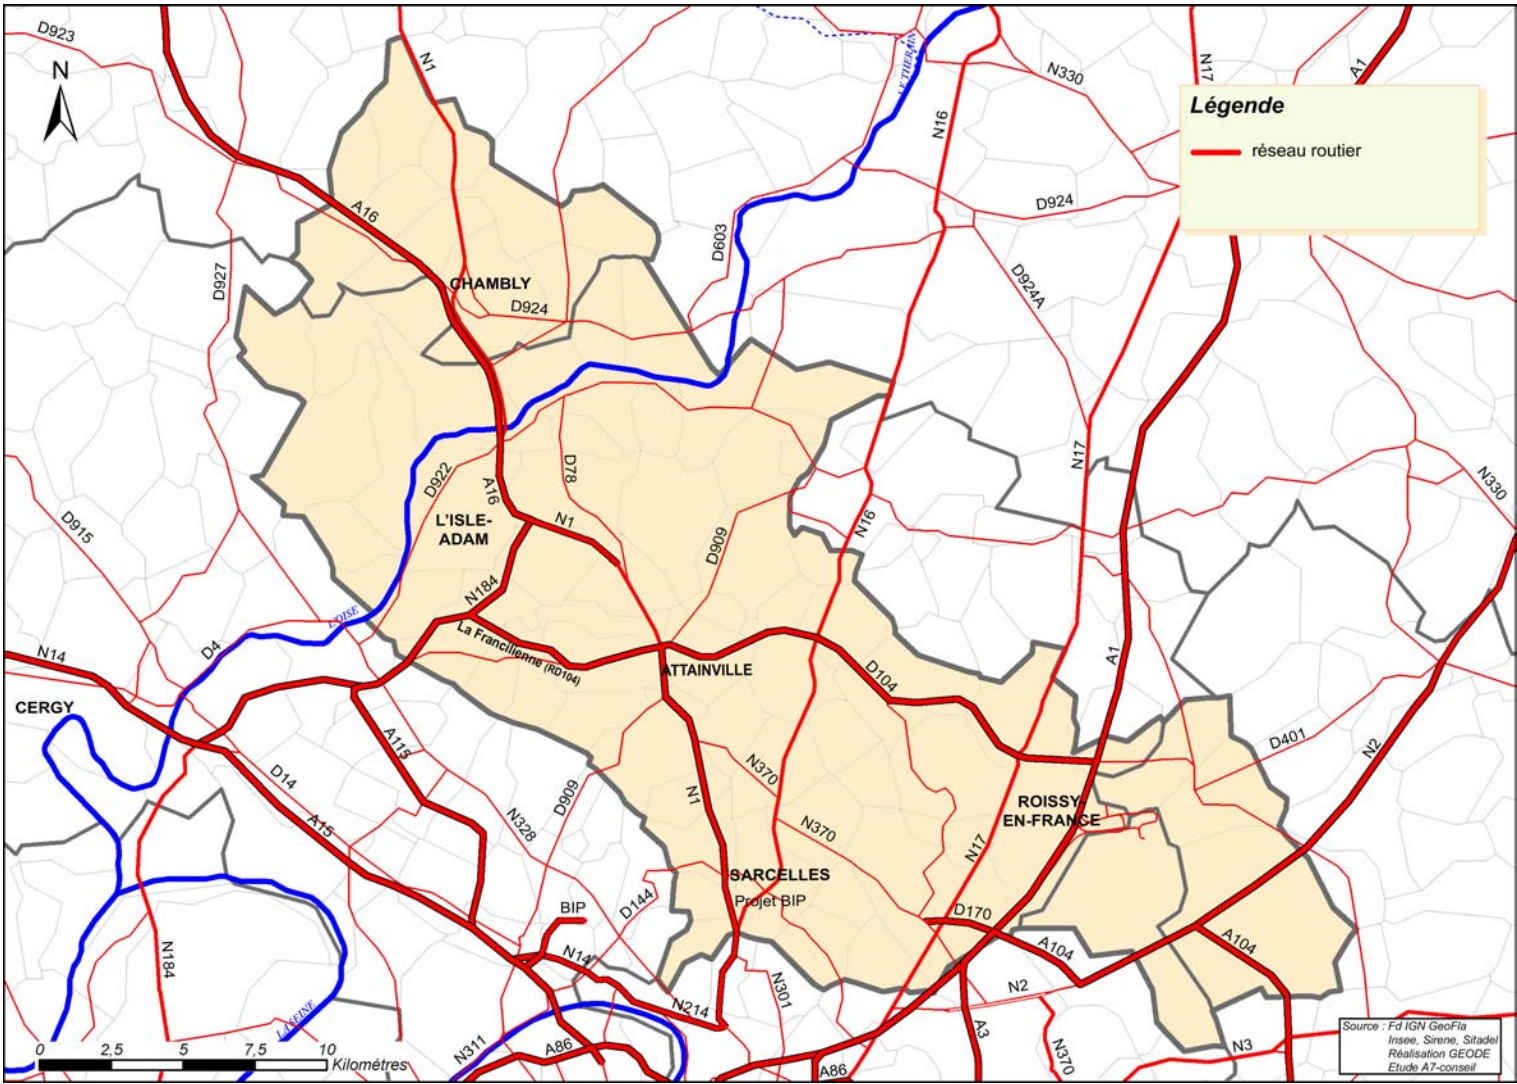 D923
N
N1
LE THERAIN
N330
N16
N17
A1
Légende
réseau routier
A16
D603
D924
D927
CHAMBLY
D924
D924A
D922
A16
D78
N17
N330
L'ISLE-
ADAM
N1
D915
D909
N16
N184
L'OISE
D4
La Francilienne (RD104)
N14
ATTAINVILLE
D104
A1
CERGY
A115
D401
N2
D14
N370
N1
D909
A15
N328
N370
ROISSY-
EN-FRANCE
N17
SARCELLES
Projet BIP
D144
BIP
D170
A104
A104
N14
N184
N301
N2
N214
LA SEINE
A3
N370
N311
A86
A86
N3
0 2,5 5 7,5 10
Kilomètres
Source : Fd IGN GeoFla
Insee, Sirene, Sitadel
Réalisation GEODE
Etude A7-conseil